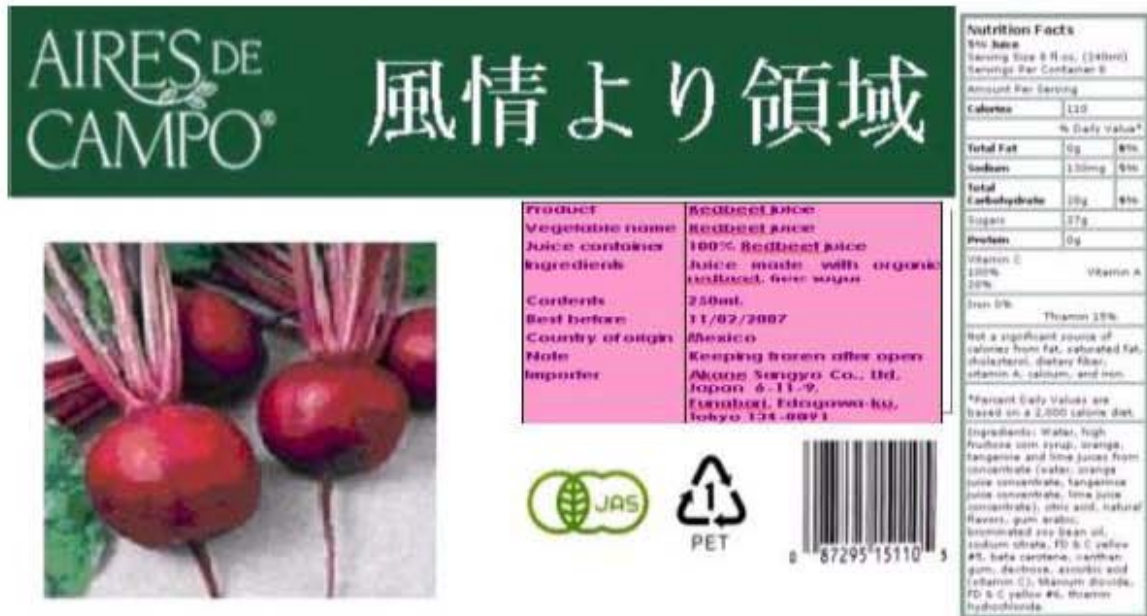 AIRES DE
CAMPO®
風情より領域
Product Redbeet juice
Vegetable name Redbeet juice
Juice container 100% Redbeet juice
Ingredients Juice made with organic
redbeet, free sugar
Contents 250ml.
Best before 11/02/2007
Country of origin Mexico
Note Keeping frozen after open
Importer Akane Sangyo Co., Ltd,
Japan 6-11-9,
Funabori, Edogawa-ku,
Tokyo 134-0091
JAS
1
PET
0 87295 15110 5
Nutrition Facts
5% Juice
Serving Size 8 fl oz. (240ml)
Servings Per Container 8
Amount Per Serving
Calories 110
% Daily Value*
Total Fat 0g 0%
Sodium 130mg 5%
Total
Carbohydrate 9%
Sugars 27g
Protein 0g
Vitamin C
100% Vitamin A
20%
Iron 0%
Thiamin 15%
Not a significant source of
calories from fat, saturated fat,
cholesterol, dietary fiber,
vitamin A, calcium, and iron.
*Percent Daily Values are
based on a 2,000 calorie diet.
Ingredients: Water, high
fructose corn syrup, orange,
tangerine and lime juices from
concentrate (water, orange
juice concentrate, tangerine
juice concentrate, lime juice
concentrate), citric acid, natural
flavors, gum arabic,
brominated soy bean oil,
sodium citrate, FD & C yellow
#5, beta carotene, xanthan
gum, dextrose, ascorbic acid
(vitamin C), titanium dioxide,
FD & C yellow #6, thiamin
hydrochloride.